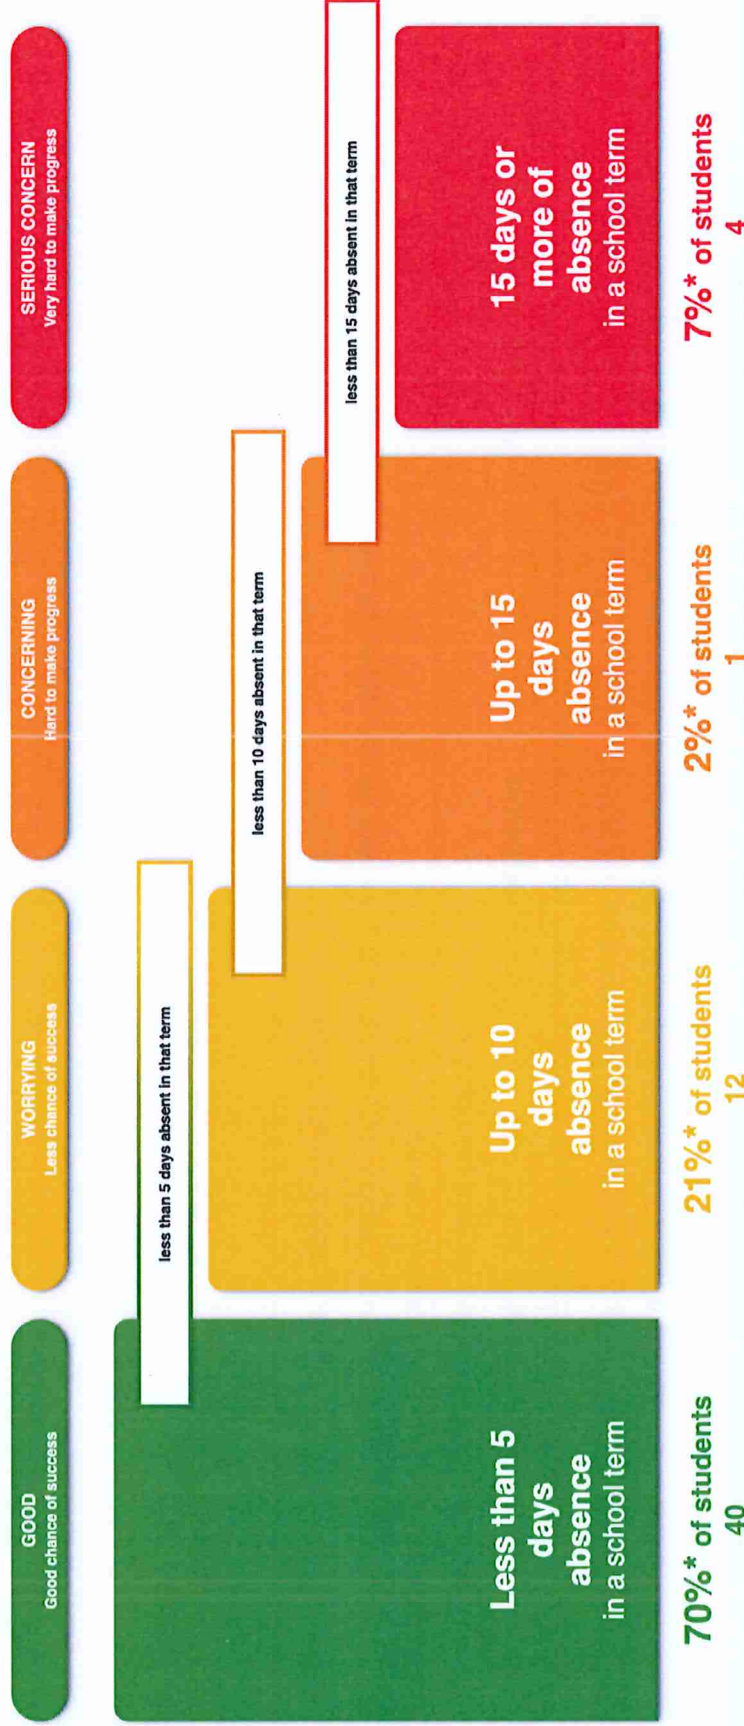 GOOD
Good chance of success
less than 5 days absent in that term
Less than 5
days
absence
in a school term
70%* of students
40
WORRYING
Less chance of success
less than 10 days absent in that term
Up to 10
days
absence
in a school term
21%* of students
12
CONCERNING
Hard to make progress
less than 15 days absent in that term
Up to 15
days
absence
in a school term
2%* of students
1
SERIOUS CONCERN
Very hard to make progress
15 days or
more of
absence
in a school term
7%* of students
4